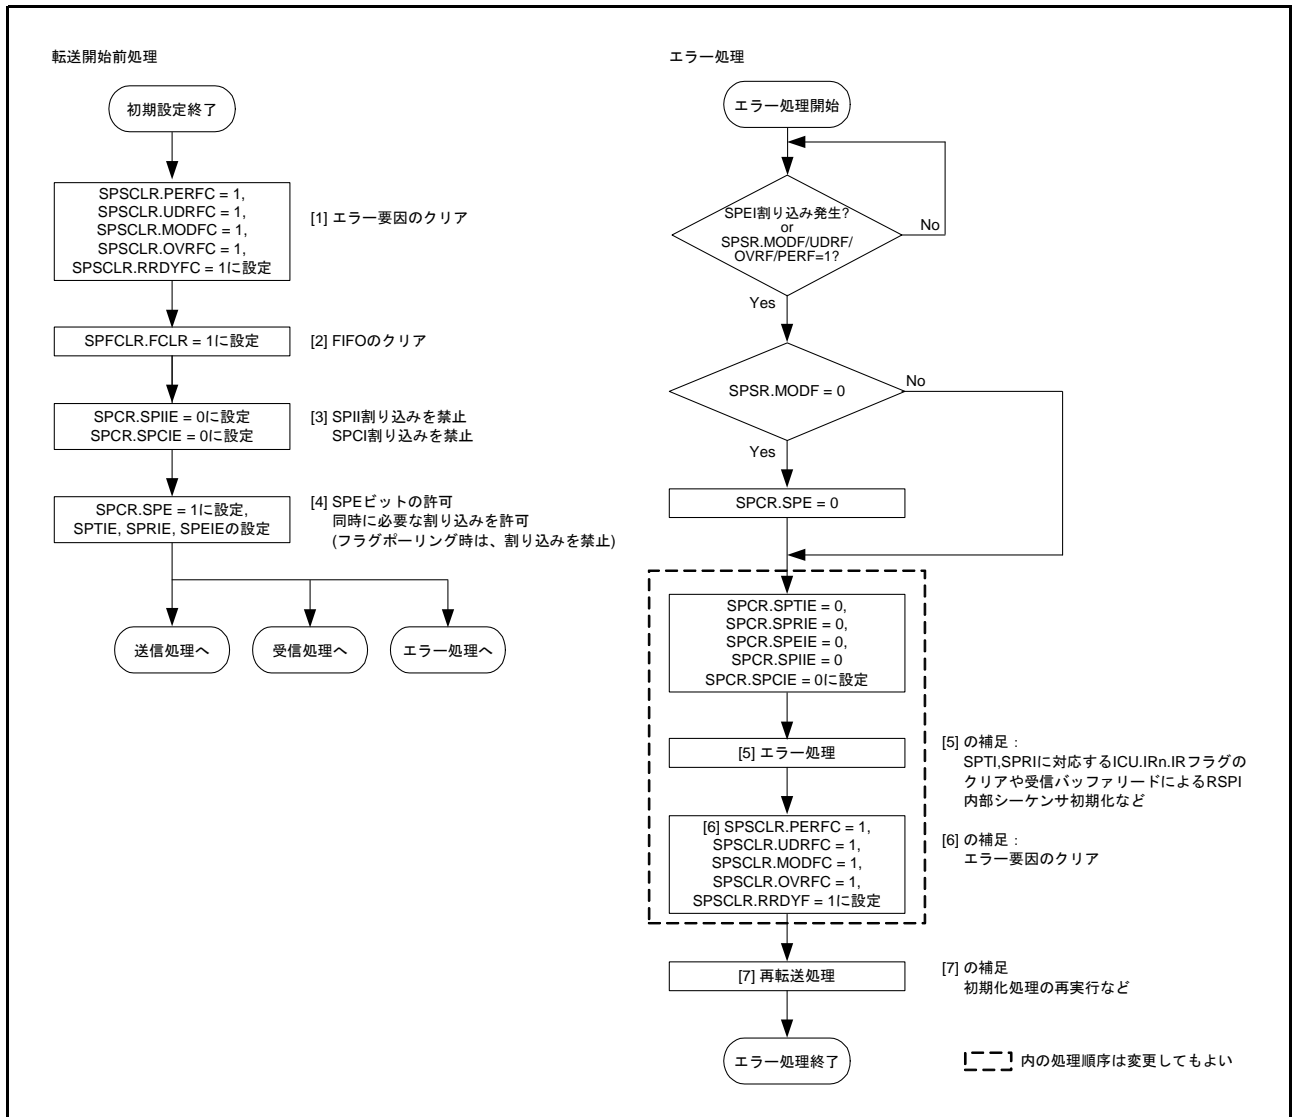 転送開始前処理
初期設定終了
SPSCLR.PERFC = 1,
SPSCLR.UDRFC = 1,
SPSCLR.MODFC = 1,
SPSCLR.OVRFC = 1,
SPSCLR.RRDYFC = 1に設定
[1] エラー要因のクリア
SPFCLR.FCLR = 1に設定
[2] FIFOのクリア
SPCR.SPIIE = 0に設定
SPCR.SPCIE = 0に設定
[3] SPII割り込みを禁止
SPCI割り込みを禁止
SPCR.SPE = 1に設定,
SPTIE, SPRIE, SPEIEの設定
[4] SPEビットの許可
同時に必要な割り込みを許可
(フラグポーリング時は、割り込みを禁止)
送信処理へ
受信処理へ
エラー処理へ
エラー処理
エラー処理開始
SPEI割り込み発生?
or
SPSR.MODF/UDRF/
OVRF/PERF=1?
No
Yes
SPSR.MODF = 0
No
Yes
SPCR.SPE = 0
SPCR.SPTIE = 0,
SPCR.SPRIE = 0,
SPCR.SPEIE = 0,
SPCR.SPIIE = 0
SPCR.SPCIE = 0に設定
[5] エラー処理
[5] の補足：
SPTI,SPRIに対応するICU.IRn.IRフラグの
クリアや受信バッファリードによるRSPI
内部シーケンサ初期化など
[6] SPSCLR.PERFC = 1,
SPSCLR.UDRFC = 1,
SPSCLR.MODFC = 1,
SPSCLR.OVRFC = 1,
SPSCLR.RRDYF = 1に設定
[6] の補足：
エラー要因のクリア
[7] 再転送処理
[7] の補足
初期化処理の再実行など
エラー処理終了
内の処理順序は変更してもよい